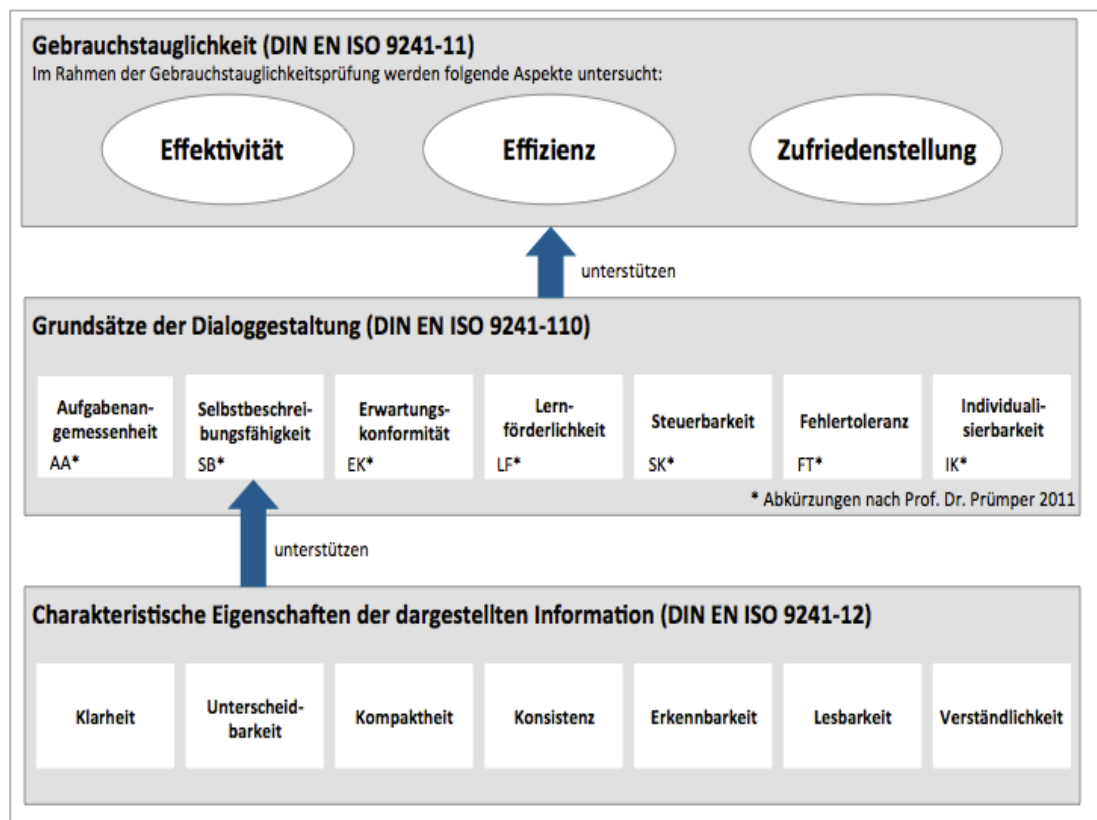 Gebrauchstauglichkeit (DIN EN ISO 9241-11)
Im Rahmen der Gebrauchstauglichkeitsprüfung werden folgende Aspekte untersucht:
Effektivität
Effizienz
Zufriedenstellung
unterstützen
Grundsätze der Dialoggestaltung (DIN EN ISO 9241-110)
Aufgabenan-
gemessenheit
AA*
Selbstbeschrei-
bungsfähigkeit
SB*
Erwartungs-
konformität
EK*
Lern-
förderlichkeit
LF*
Steuerbarkeit
SK*
Fehlertoleranz
FT*
Individuali-
sierbarkeit
IK*
* Abkürzungen nach Prof. Dr. Prümper 2011
unterstützen
Charakteristische Eigenschaften der dargestellten Information (DIN EN ISO 9241-12)
Klarheit
Unterscheid-
barkeit
Kompaktheit
Konsistenz
Erkennbarkeit
Lesbarkeit
Verständlichkeit